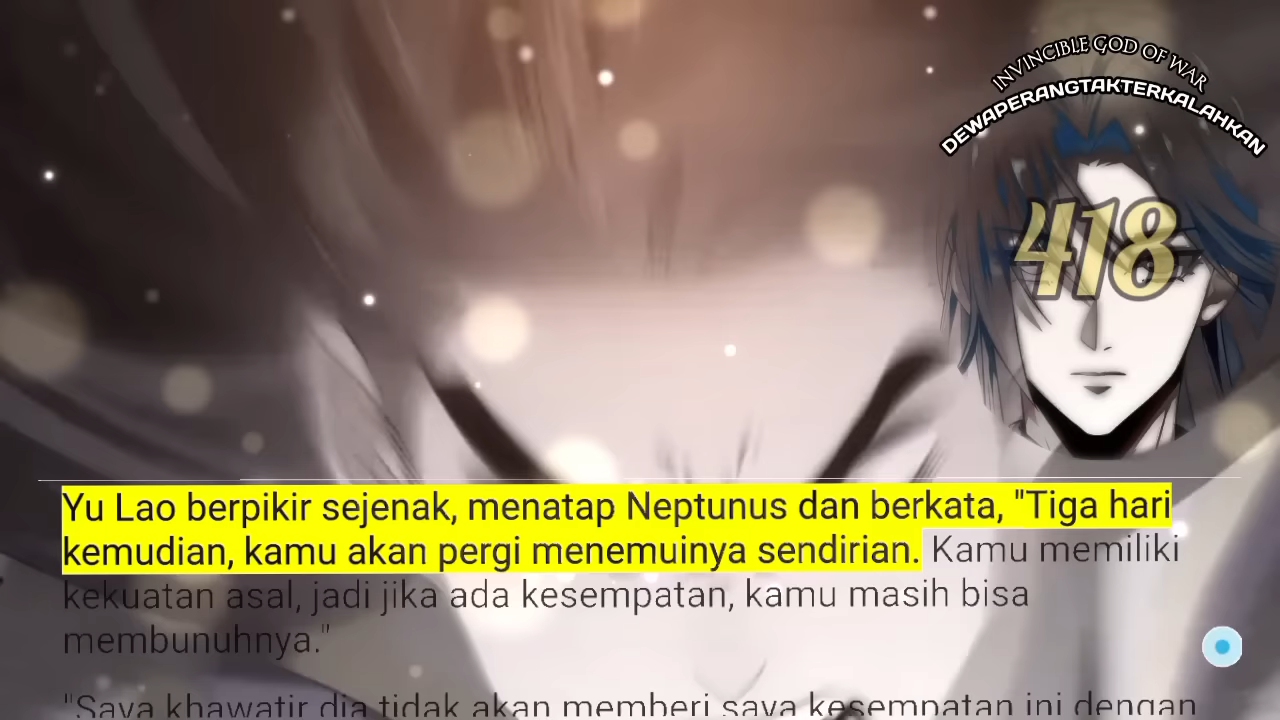 INVINCIBLE GOD OF WAR
DEWAPERANGTAKTERKALAHKAN
418
Yu Lao berpikir sejenak, menatap Neptunus dan berkata, "Tiga hari
kemudian, kamu akan pergi menemuinya sendirian. Kamu memiliki
kekuatan asal, jadi jika ada kesempatan, kamu masih bisa
membunuhnya."
"Saya khawatir dia tidak akan memberi saya kesempatan ini dengan